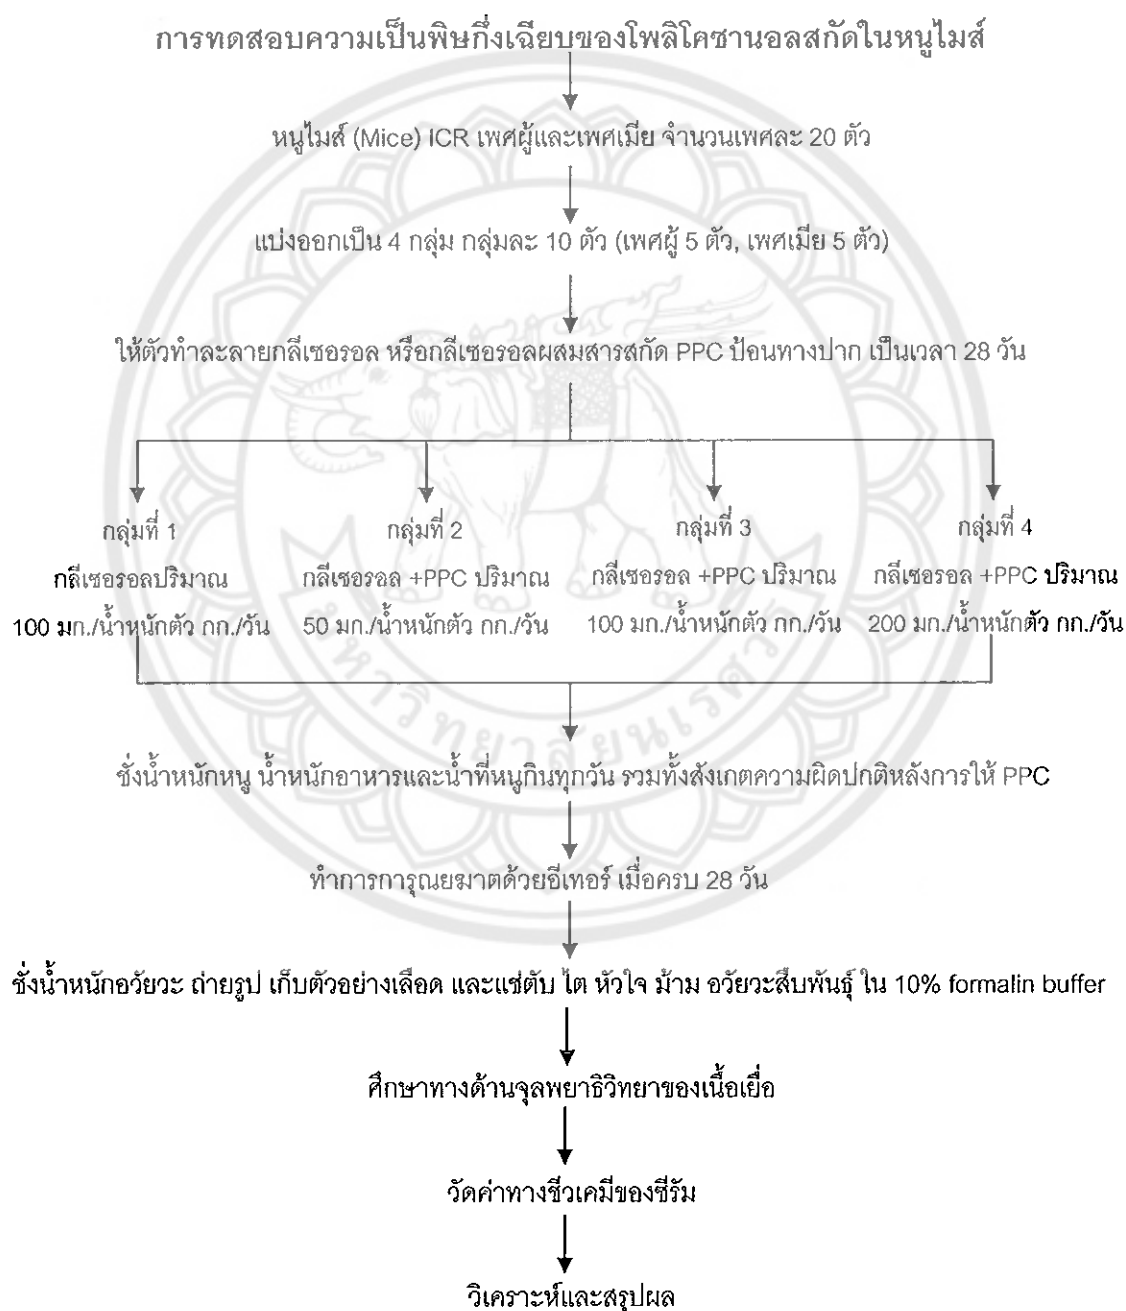 การทดสอบความเป็นพิษกึ่งเฉียบของโพลิโคซานอลสกัดในหนูไมส์
หนูไมส์ (Mice) ICR เพศผู้และเพศเมีย จำนวนเพศละ 20 ตัว
แบ่งออกเป็น 4 กลุ่ม กลุ่มละ 10 ตัว (เพศผู้ 5 ตัว, เพศเมีย 5 ตัว)
ให้ตัวทำละลายกลีเซอรอล หรือกลีเซอรอลผสมสารสกัด PPC ป้อนทางปาก เป็นเวลา 28 วัน
กลุ่มที่ 1
กลีเซอรอลปริมาณ
100 มก./น้ำหนักตัว กก./วัน
กลุ่มที่ 2
กลีเซอรอล +PPC ปริมาณ
50 มก./น้ำหนักตัว กก./วัน
กลุ่มที่ 3
กลีเซอรอล +PPC ปริมาณ
100 มก./น้ำหนักตัว กก./วัน
กลุ่มที่ 4
กลีเซอรอล +PPC ปริมาณ
200 มก./น้ำหนักตัว กก./วัน
ชั่งน้ำหนักหนู น้ำหนักอาหารและน้ำที่หนูกินทุกวัน รวมทั้งสังเกตความผิดปกติหลังการให้ PPC
ทำการการุณยฆาตด้วยอีเทอร์ เมื่อครบ 28 วัน
ชั่งน้ำหนักอวัยวะ ถ่ายรูป เก็บตัวอย่างเลือด และแช่ตับ ไต หัวใจ ม้าม อวัยวะสืบพันธุ์ ใน 10% formalin buffer
ศึกษาทางด้านจุลพยาธิวิทยาของเนื้อเยื่อ
วัดค่าทางชีวเคมีของซีรัม
วิเคราะห์และสรุปผล
มหาวิทยาลัยนเรศวร